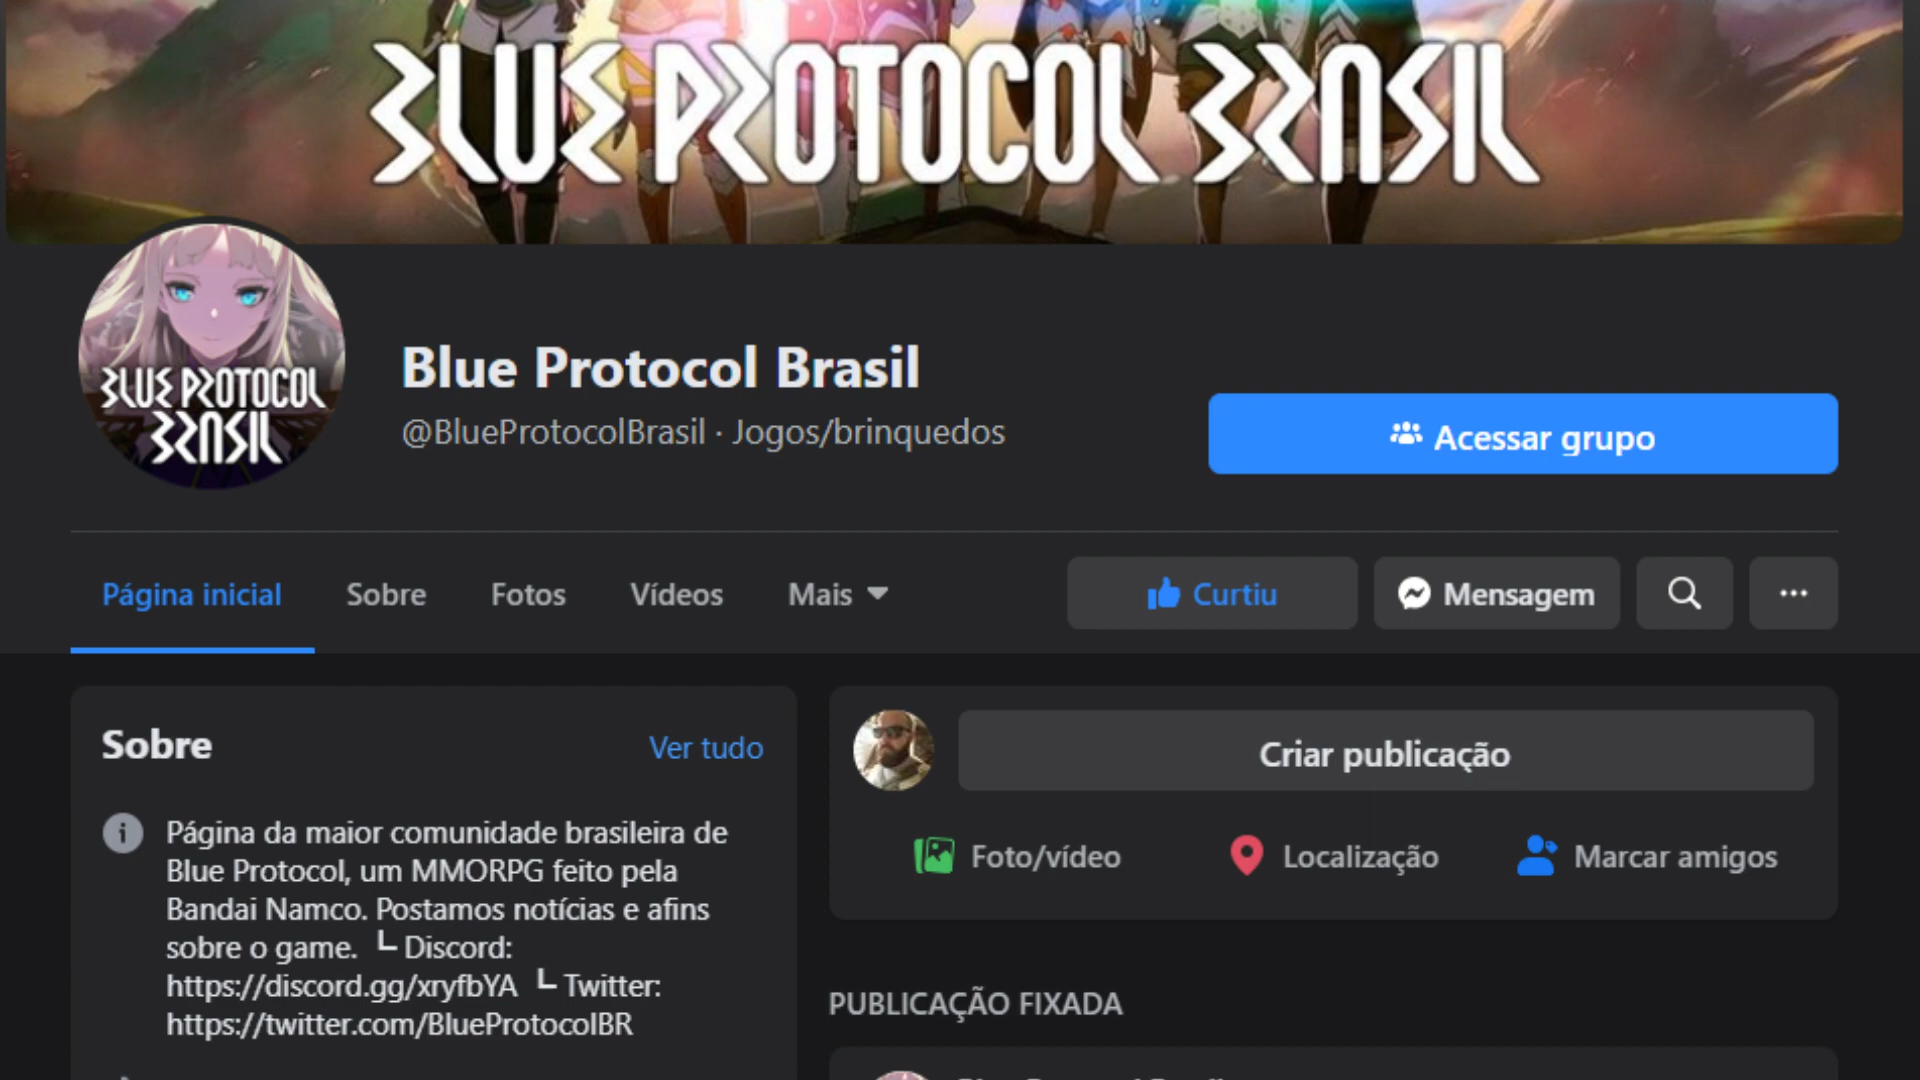 BLUE PROTOCOL BRASIL
BLUE PROTOCOL
BRASIL
Blue Protocol Brasil
@BlueProtocolBrasil · Jogos/brinquedos
Acessar grupo
Página inicial
Sobre
Fotos
Vídeos
Mais
Curtiu
Mensagem
Sobre
Ver tudo
Página da maior comunidade brasileira de
Blue Protocol, um MMORPG feito pela
Bandai Namco. Postamos notícias e afins
sobre o game. ┗ Discord:
https://discord.gg/xryfbYA ┗ Twitter:
https://twitter.com/BlueProtocolBR
Criar publicação
Foto/vídeo
Localização
Marcar amigos
PUBLICAÇÃO FIXADA